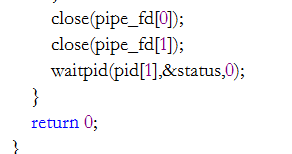 close(pipe_fd[0]);
close(pipe_fd[1]);
waitpid(pid[1],&status,0);
}
return 0;
}